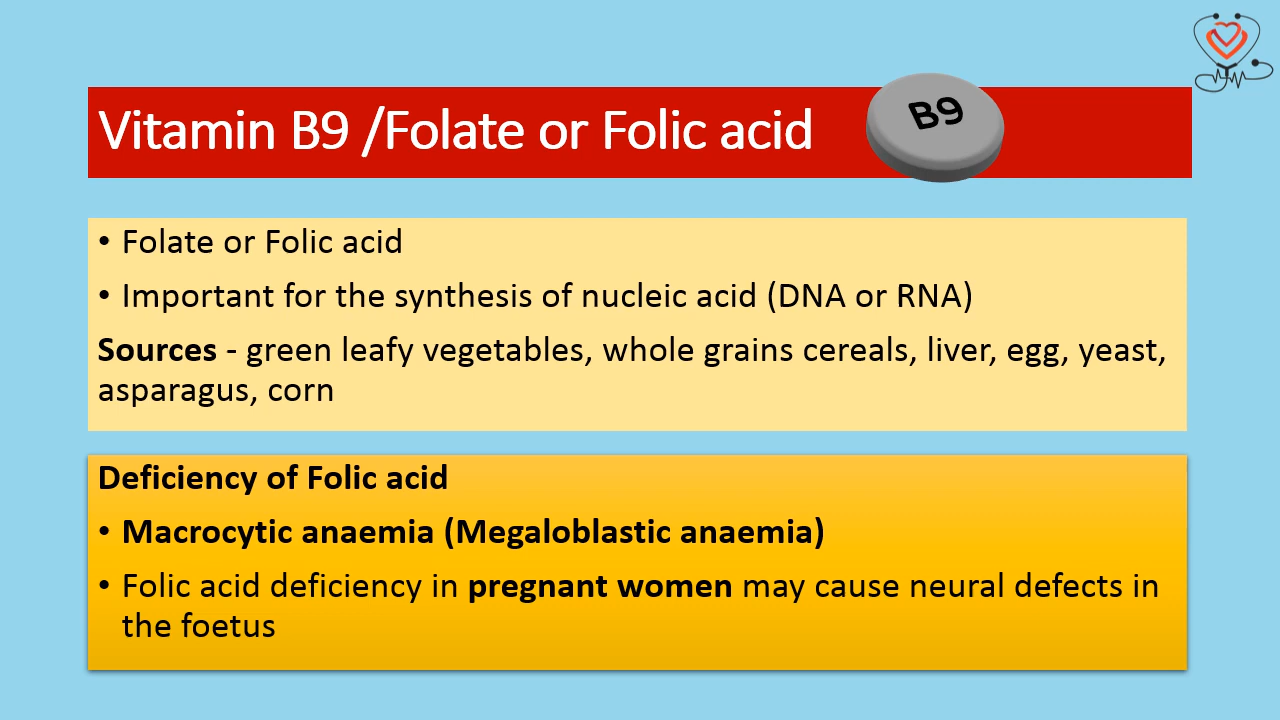 Vitamin B9 /Folate or Folic acid
B9
• Folate or Folic acid
• Important for the synthesis of nucleic acid (DNA or RNA)
Sources - green leafy vegetables, whole grains cereals, liver, egg, yeast,
asparagus, corn
Deficiency of Folic acid
• Macrocytic anaemia (Megaloblastic anaemia)
• Folic acid deficiency in pregnant women may cause neural defects in
the foetus